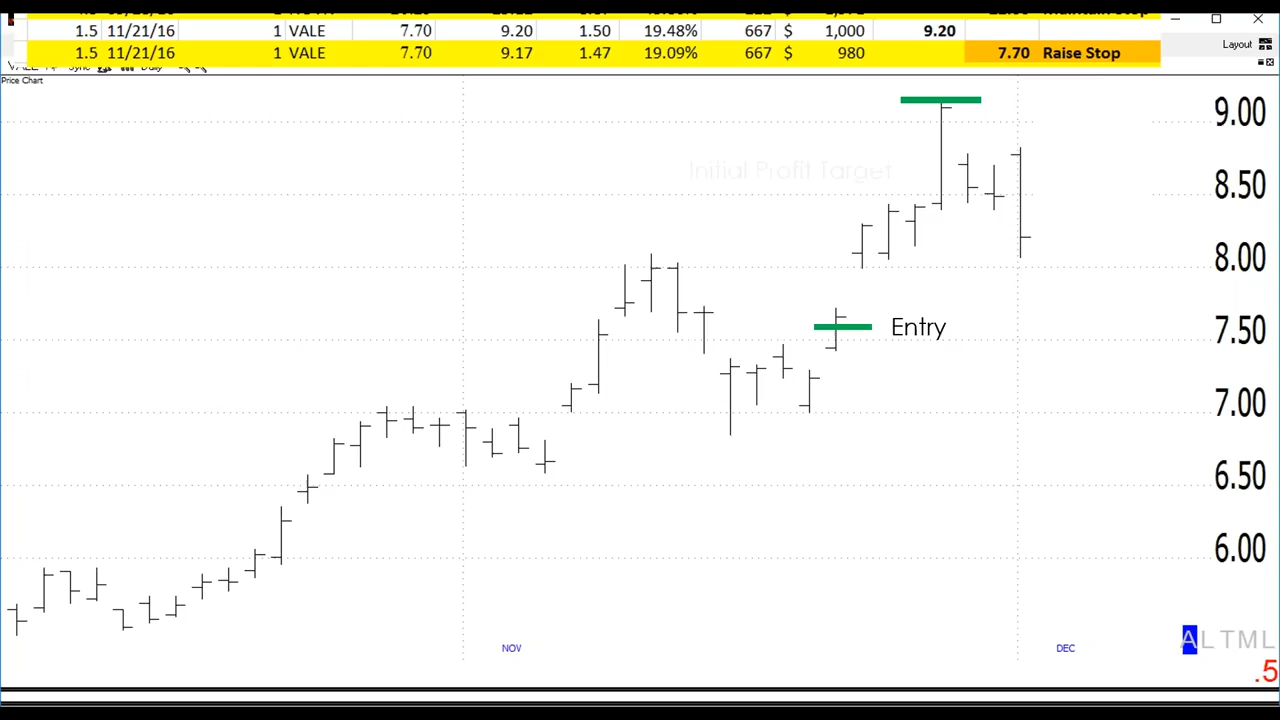 1.5 11/21/16 1 VALE 7.70 9.20 1.50 19.48% 667 $ 1,000 9.20
1.5 11/21/16 1 VALE 7.70 9.17 1.47 19.09% 667 $ 980 7.70 Raise Stop
Layout
Price Chart
9.00
Initial Profit Target
8.50
8.00
Entry
7.50
7.00
6.50
6.00
NOV
DEC
ALTML
.5